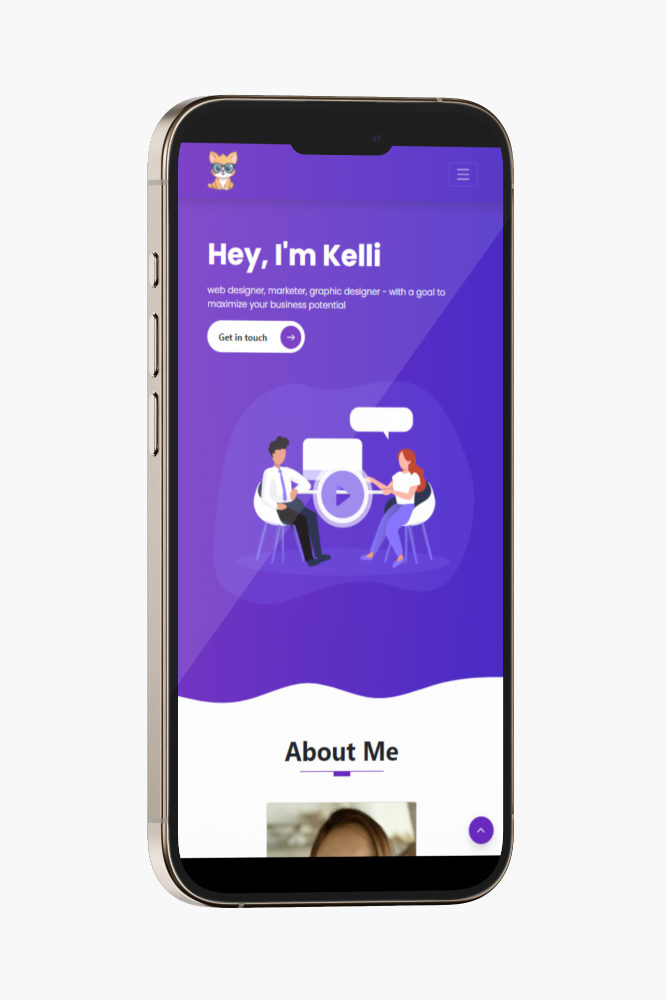 Hey, I'm Kelli
web designer, marketer, graphic designer - with a goal to
maximize your business potential
Get in touch
About Me